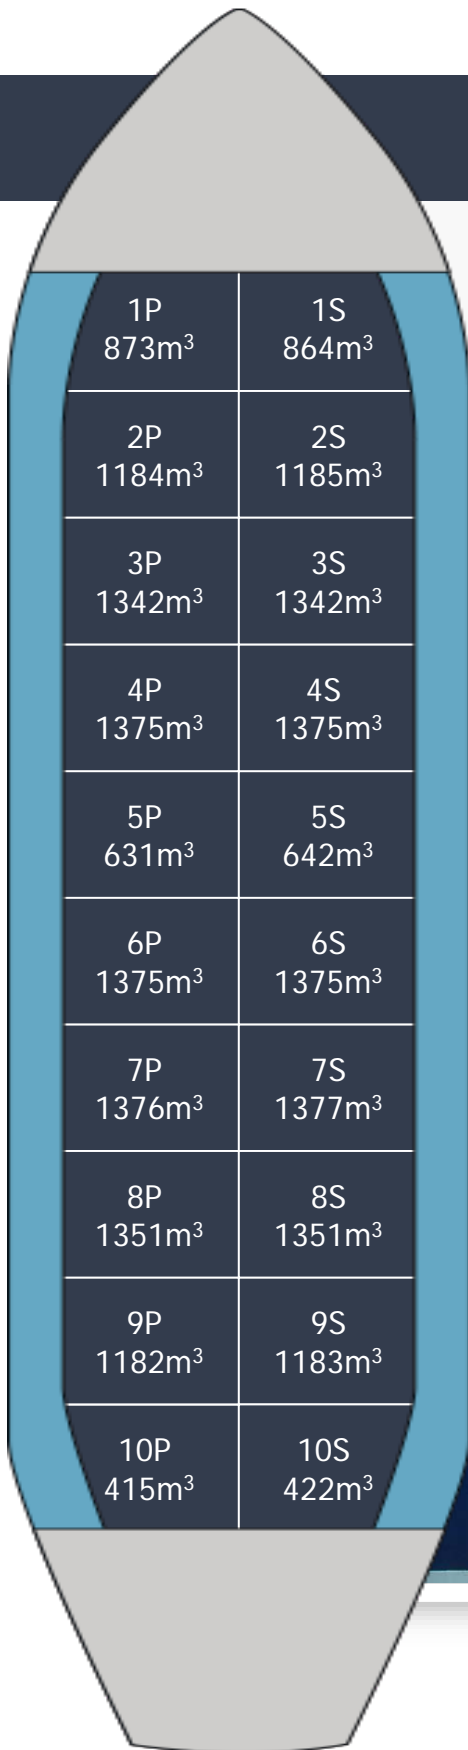 1P
873m³
1S
864m³
2P
1184m³
2S
1185m³
3P
1342m³
3S
1342m³
4P
1375m³
4S
1375m³
5P
631m³
5S
642m³
6P
1375m³
6S
1375m³
7P
1376m³
7S
1377m³
8P
1351m³
8S
1351m³
9P
1182m³
9S
1183m³
10P
415m³
10S
422m³